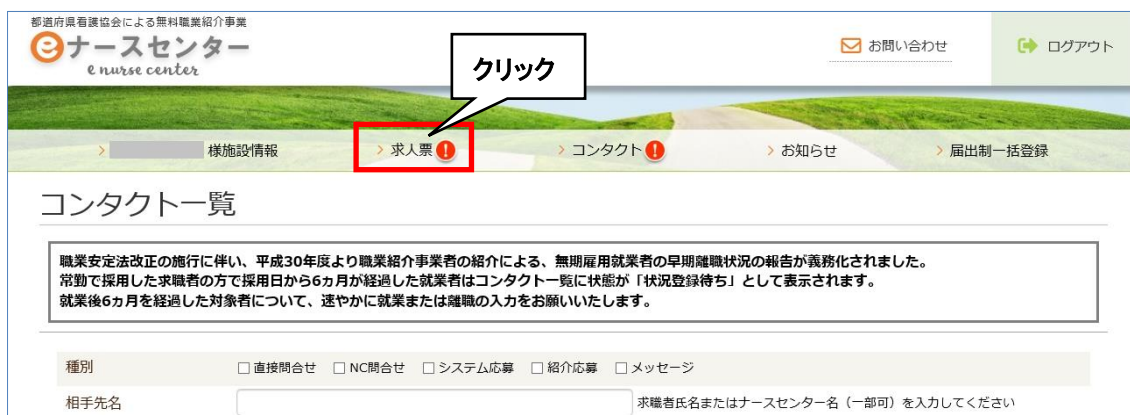 都道府県看護協会による無料職業紹介事業
eナースセンター
e nurse center
クリック
お問い合わせ
ログアウト
様施設情報
求人票
コンタクト
お知らせ
届出制一括登録
コンタクト一覧
職業安定法改正の施行に伴い、平成30年度より職業紹介事業者の紹介による、無期雇用就業者の早期離職状況の報告が義務化されました。
常勤で採用した求職者の方で採用日から6ヵ月が経過した就業者はコンタクト一覧に状態が「状況登録待ち」として表示されます。
就業後6ヵ月を経過した対象者について、速やかに就業または離職の入力をお願いいたします。
種別 直接問合せ NC問合せ システム応募 紹介応募 メッセージ
相手先名 求職者氏名またはナースセンター名（一部可）を入力してください